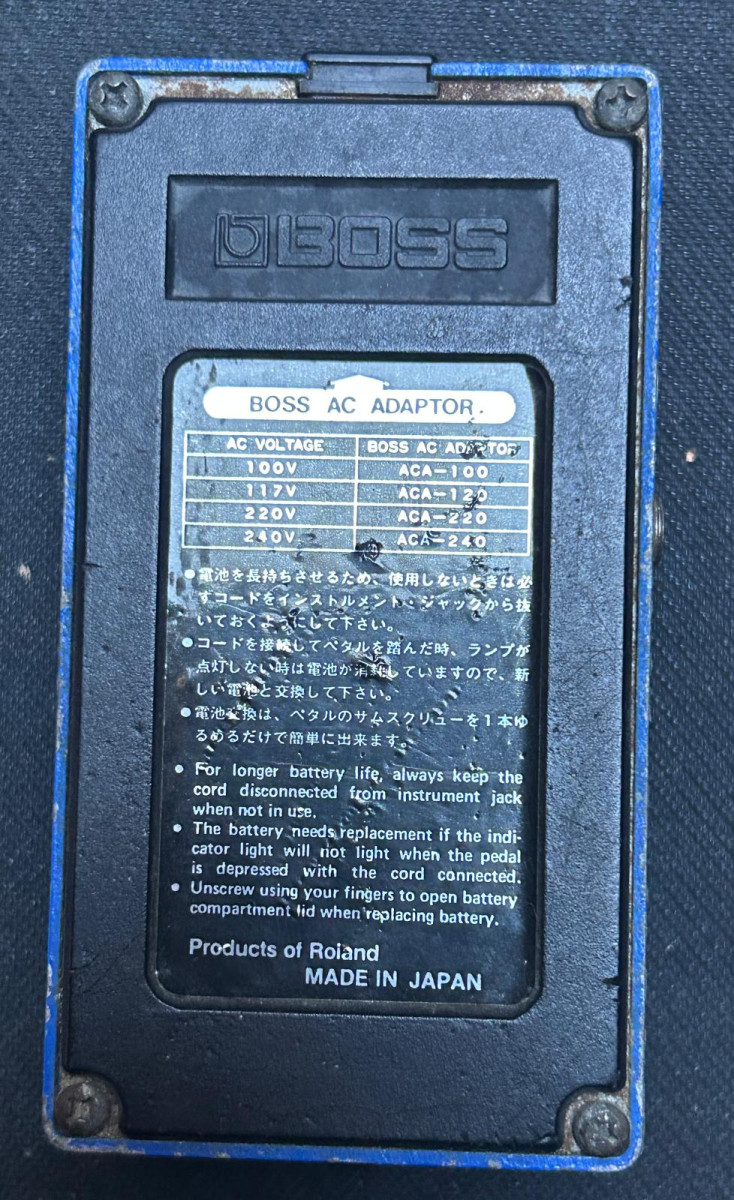 BOSS
BOSS AC ADAPTOR
AC VOLTAGE BOSS AC ADAPTOR
100V ACA-100
117V ACA-120
220V ACA-220
240V ACA-240
●電池を長持ちさせるため、使用しないときは必
ずコードをインストルメント・ジャックから抜
いておくようにして下さい。
●コードを接続してペタルを踏んだ時、ランプが
点灯しない時は電池が消耗していますので、新
しい電池と交換して下さい。
●電池交換は、ペタルのサムスクリューを1本ゆ
るめるだけで簡単に出来ます。
● For longer battery life, always keep the
cord disconnected from instrument jack
when not in use.
● The battery needs replacement if the indi-
cator light will not light when the pedal
is depressed with the cord connected.
● Unscrew using your fingers to open battery
compartment lid when replacing battery.
Products of Roland
MADE IN JAPAN